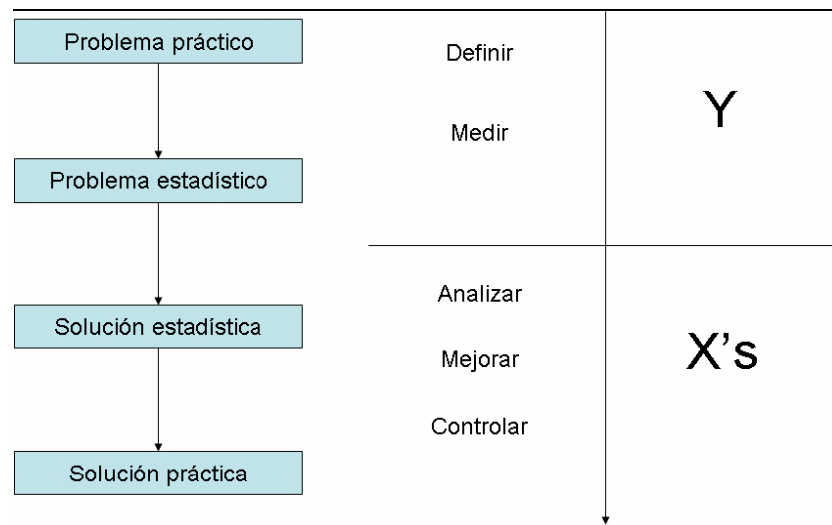 Problema práctico
Problema estadístico
Solución estadística
Solución práctica
Definir
Medir
Y
Analizar
Mejorar
Controlar
X's